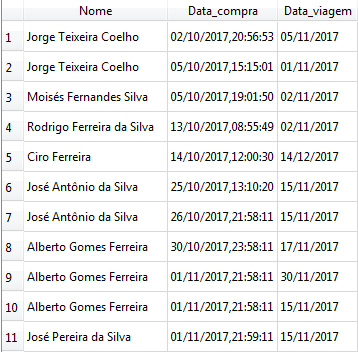 Nome Data_compra Data_viagem
1 Jorge Teixeira Coelho 02/10/2017,20:56:53 05/11/2017
2 Jorge Teixeira Coelho 05/10/2017,15:15:01 01/11/2017
3 Moisés Fernandes Silva 05/10/2017,19:01:50 02/11/2017
4 Rodrigo Ferreira da Silva 13/10/2017,08:55:49 02/11/2017
5 Ciro Ferreira 14/10/2017,12:00:30 14/12/2017
6 José Antônio da Silva 25/10/2017,13:10:20 15/11/2017
7 José Antônio da Silva 26/10/2017,21:58:11 15/11/2017
8 Alberto Gomes Ferreira 30/10/2017,23:58:11 17/11/2017
9 Alberto Gomes Ferreira 01/11/2017,21:58:11 30/11/2017
10 Alberto Gomes Ferreira 01/11/2017,21:58:11 15/11/2017
11 José Pereira da Silva 01/11/2017,21:59:11 15/11/2017